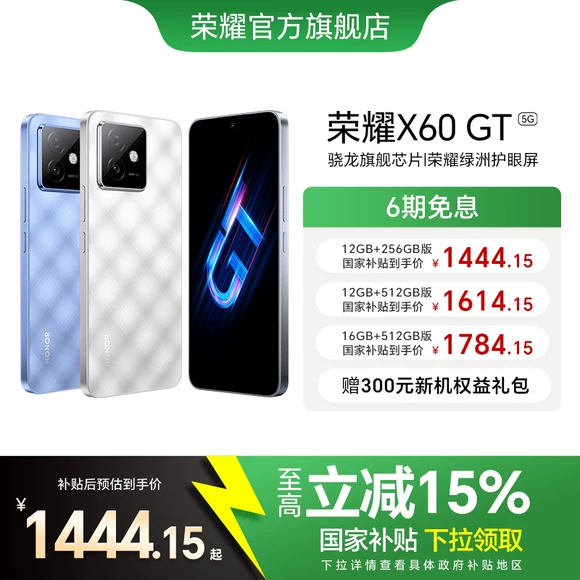 荣耀官方旗舰店
荣耀X60 GT 5G
骁龙旗舰芯片|荣耀绿洲护眼屏
6期免息
12GB+256GB版
国家补贴到手价 ¥1444.15
12GB+512GB版
国家补贴到手价 ¥1614.15
16GB+512GB版
国家补贴到手价 ¥1784.15
赠300元新机权益礼包
HONOR
HONOR
GT
补贴后预估到手价
¥1444.15起
至高立减15%
国家补贴 下拉领取
下拉详情查看具体政府补贴地区